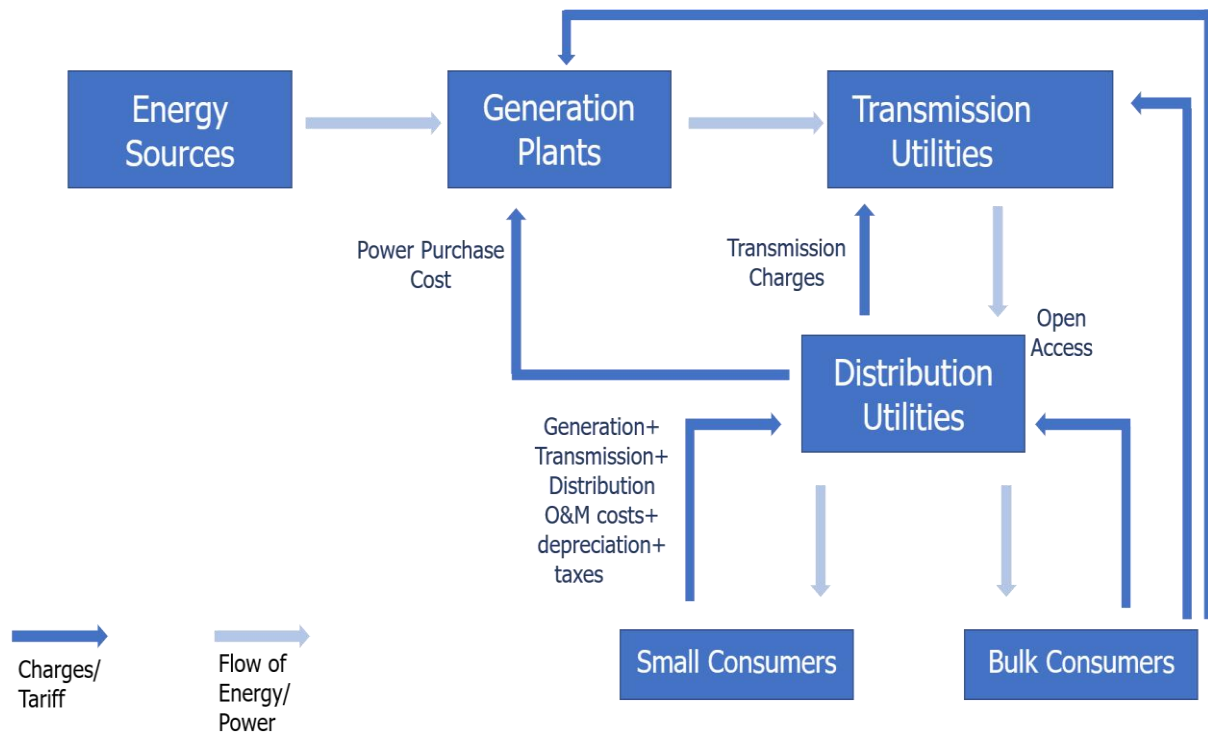 Energy
Sources
Generation
Plants
Transmission
Utilities
Power Purchase
Cost
Transmission
Charges
Open
Access
Distribution
Utilities
Generation+
Transmission+
Distribution
O&M costs+
depreciation+
taxes
Small Consumers
Bulk Consumers
Charges/
Tariff
Flow of
Energy/
Power